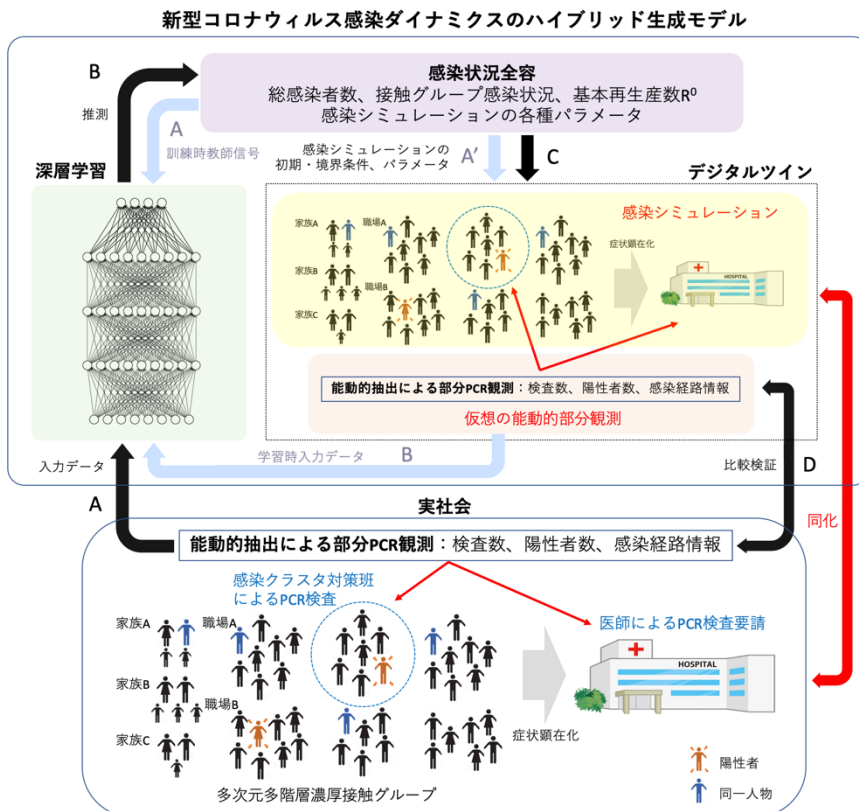 新型コロナウィルス感染ダイナミクスのハイブリッド生成モデル
B
推測
感染状況全容
総感染者数、接触グループ感染状況、基本再生産数R⁰
感染シミュレーションの各種パラメータ
A
訓練時教師信号
感染シミュレーションの
初期・境界条件、パラメータ
A'
C
深層学習
デジタルツイン
感染シミュレーション
家族A
職場A
家族B
職場B
家族C
症状顕在化
HOSPITAL
能動的抽出による部分PCR観測：検査数、陽性者数、感染経路情報
仮想の能動的部分観測
入力データ
学習時入力データ
B
比較検証
D
A
同化
実社会
能動的抽出による部分PCR観測：検査数、陽性者数、感染経路情報
感染クラスタ対策班
によるPCR検査
医師によるPCR検査要請
家族A
職場A
家族B
職場B
家族C
症状顕在化
HOSPITAL
多次元多階層濃厚接触グループ
陽性者
同一人物